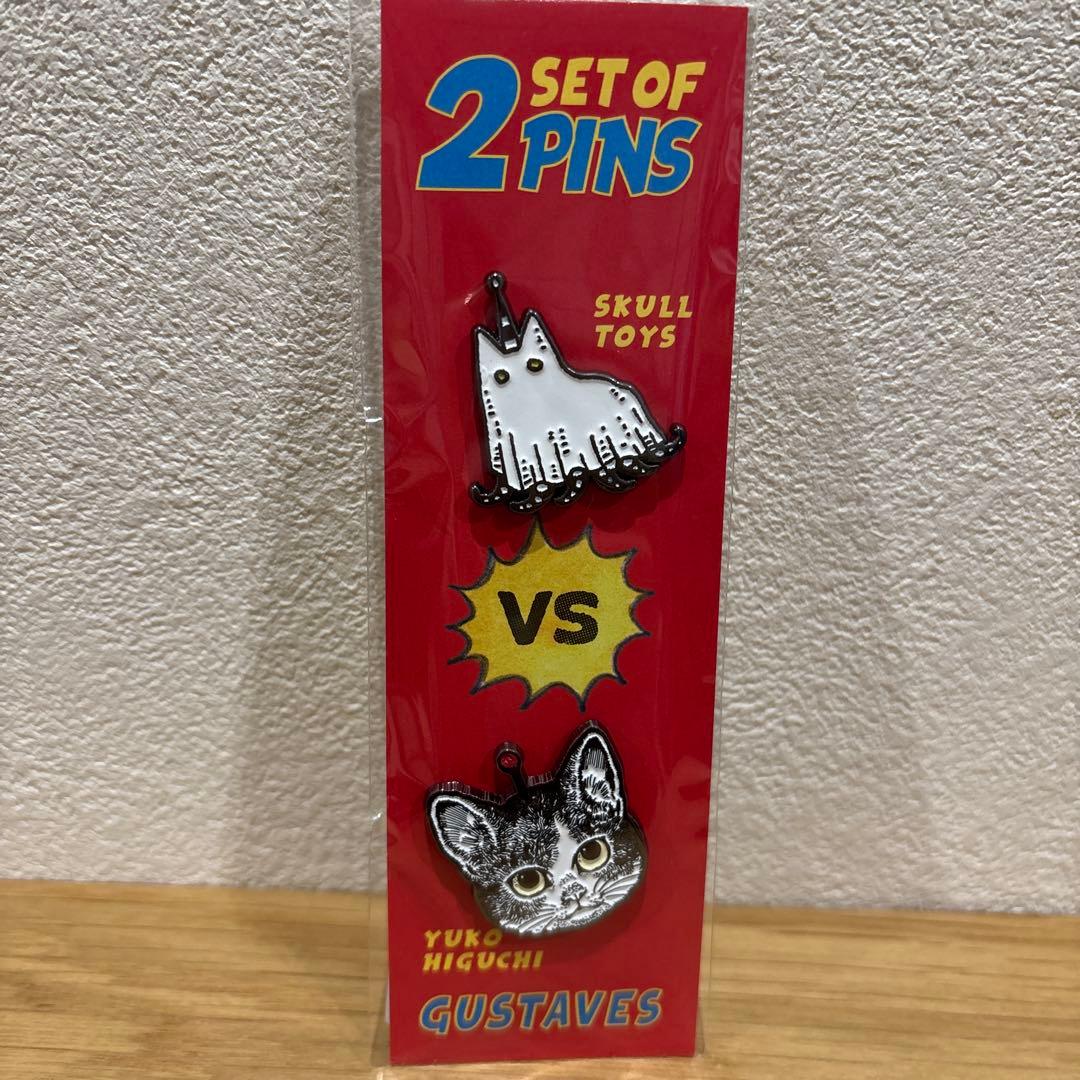 2 SET OF
PINS
SKULL
TOYS
VS
YUKO
HIGUCHI
GUSTAVES